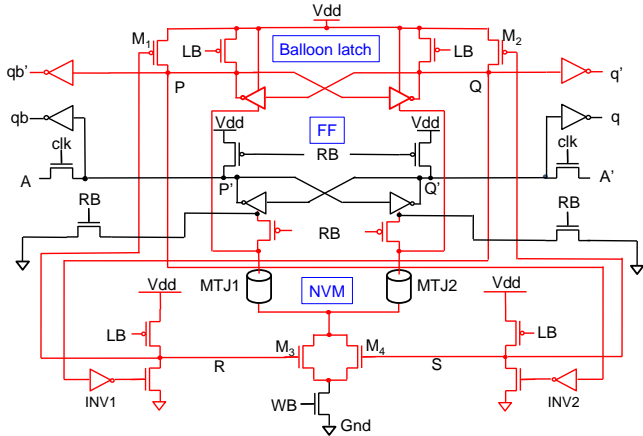 Vdd
M1
M2
LB
Balloon latch
LB
qb'
P
Q
q'
qb
Vdd
FF
Vdd
q
clk
RB
clk
A
P'
Q'
A'
RB
RB
RB
MTJ1
NVM
MTJ2
Vdd
Vdd
LB
M3
M4
LB
R
S
INV1
WB
INV2
Gnd